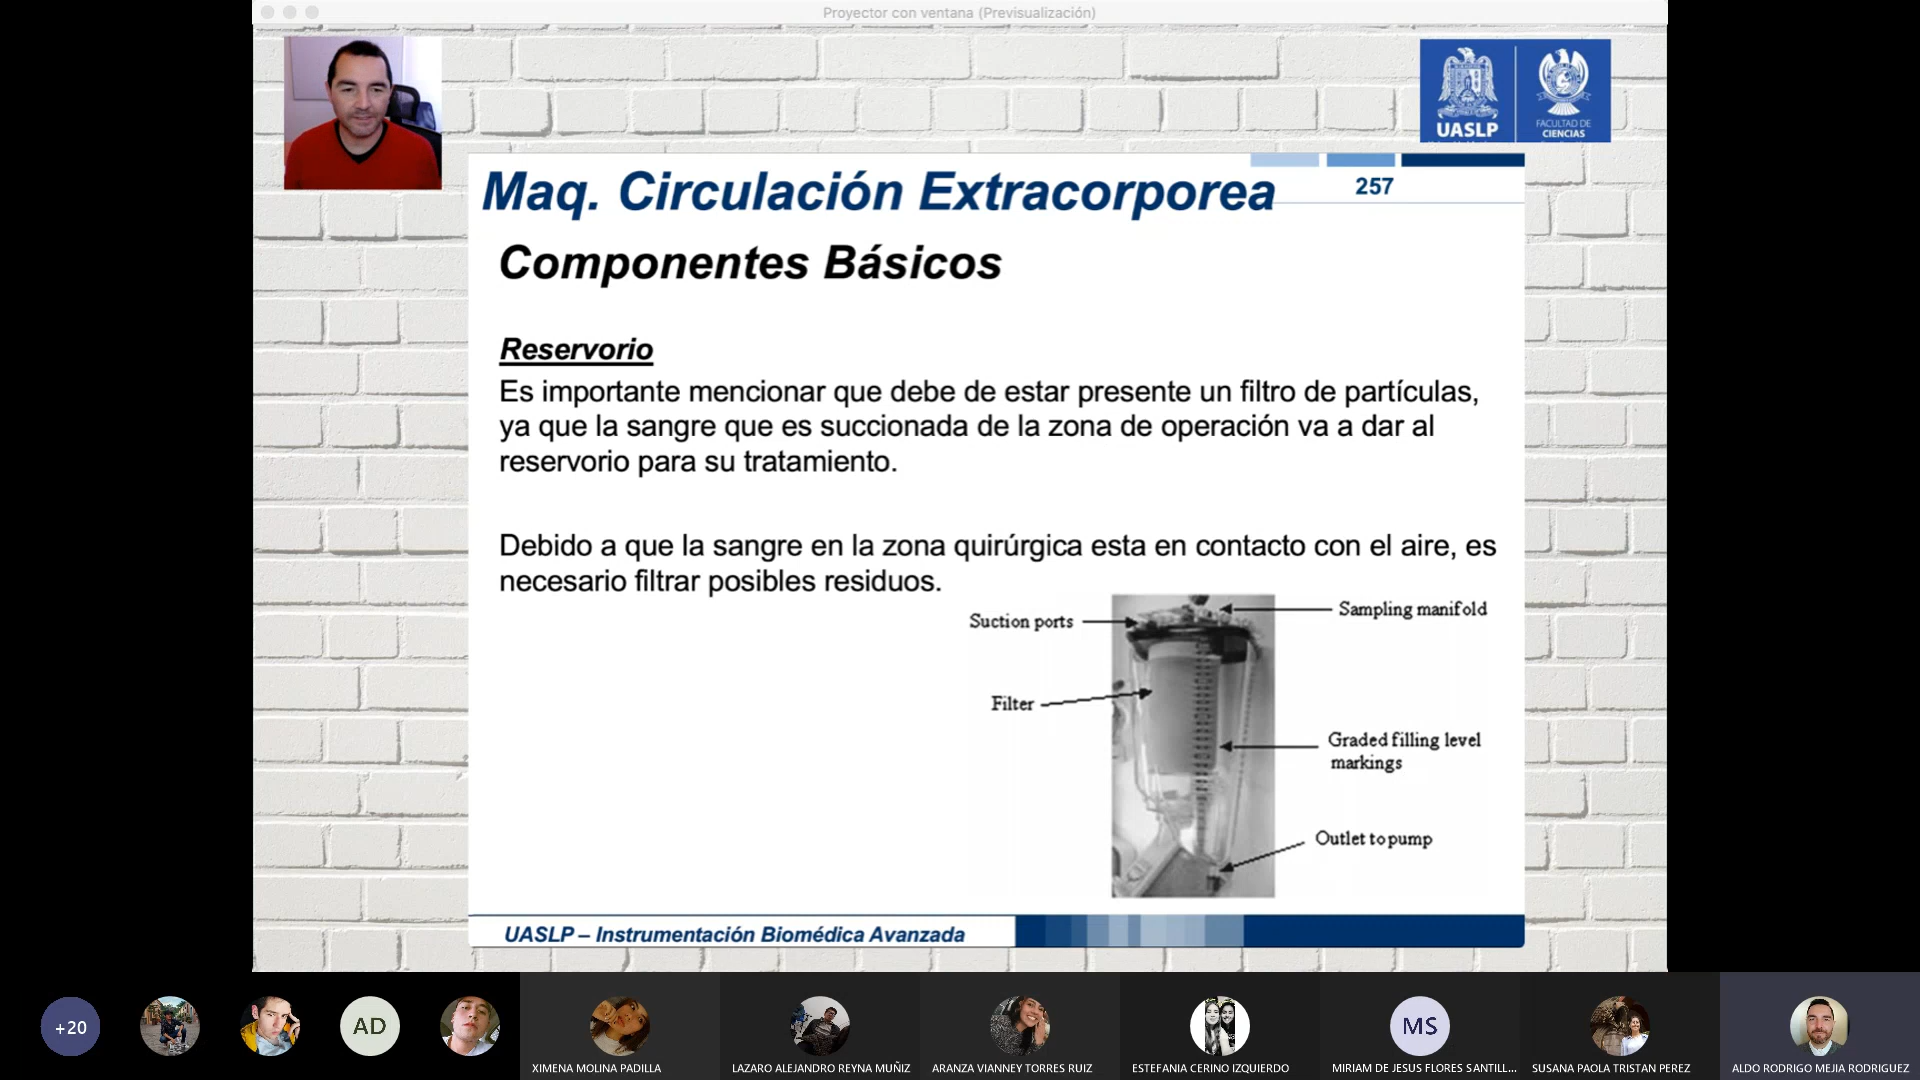 Proyector con ventana (Previsualización)
UASLP
FACULTAD DE
CIENCIAS
Maq. Circulación Extracorporea
257
Componentes Básicos
Reservorio
Es importante mencionar que debe de estar presente un filtro de partículas,
ya que la sangre que es succionada de la zona de operación va a dar al
reservorio para su tratamiento.
Debido a que la sangre en la zona quirúrgica esta en contacto con el aire, es
necesario filtrar posibles residuos.
Suction ports
Sampling manifold
Filter
Graded filling level
markings
Outlet to pump
UASLP – Instrumentación Biomédica Avanzada
+20
AD
MS
XIMENA MOLINA PADILLA
LAZARO ALEJANDRO REYNA MUÑIZ
ARANZA VIANNEY TORRES RUIZ
ESTEFANIA CERINO IZQUIERDO
MIRIAM DE JESUS FLORES SANTILL...
SUSANA PAOLA TRISTAN PEREZ
ALDO RODRIGO MEJIA RODRIGUEZ